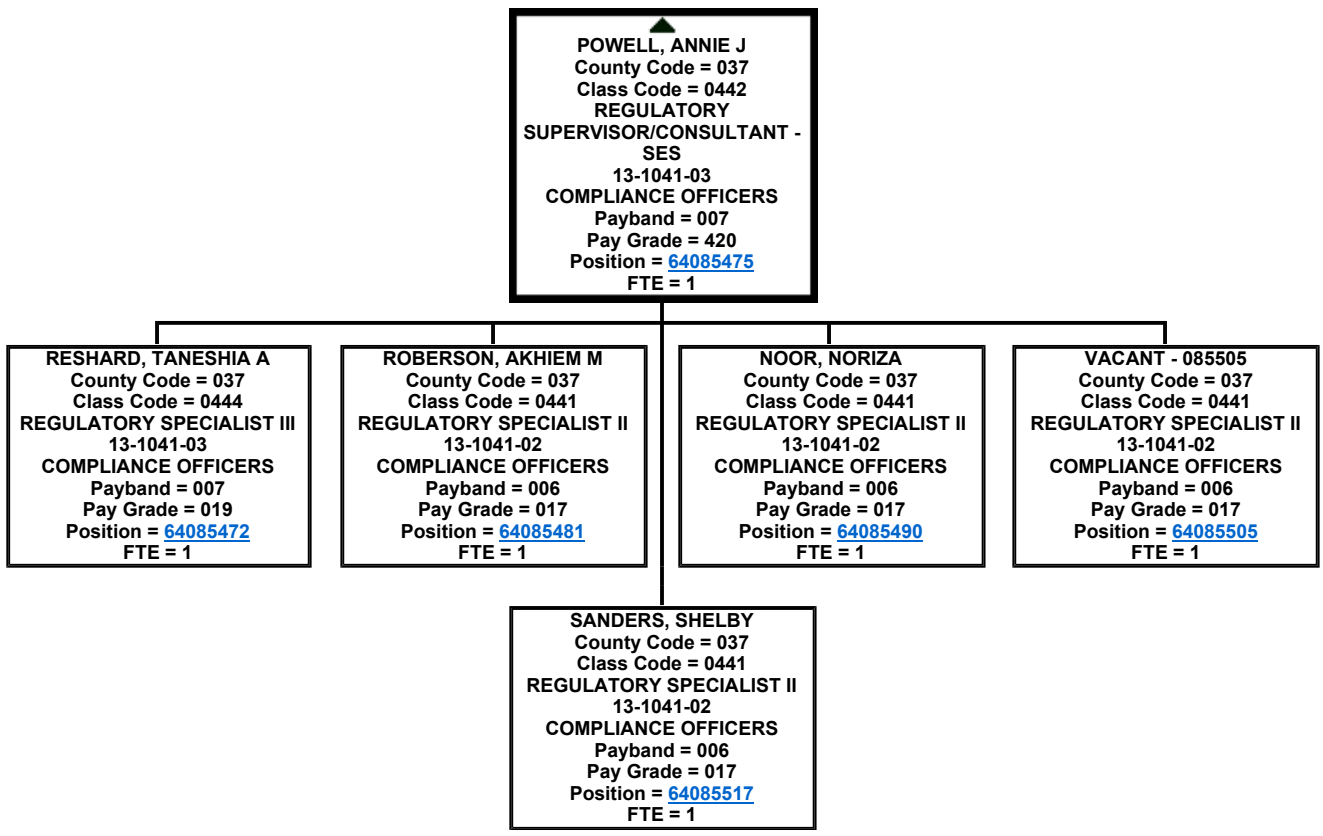 POWELL, ANNIE J
County Code = 037
Class Code = 0442
REGULATORY
SUPERVISOR/CONSULTANT -
SES
13-1041-03
COMPLIANCE OFFICERS
Payband = 007
Pay Grade = 420
Position = 64085475
FTE = 1
RESHARD, TANESHIA A
County Code = 037
Class Code = 0444
REGULATORY SPECIALIST III
13-1041-03
COMPLIANCE OFFICERS
Payband = 007
Pay Grade = 019
Position = 64085472
FTE = 1
ROBERSON, AKHIEM M
County Code = 037
Class Code = 0441
REGULATORY SPECIALIST II
13-1041-02
COMPLIANCE OFFICERS
Payband = 006
Pay Grade = 017
Position = 64085481
FTE = 1
NOOR, NORIZA
County Code = 037
Class Code = 0441
REGULATORY SPECIALIST II
13-1041-02
COMPLIANCE OFFICERS
Payband = 006
Pay Grade = 017
Position = 64085490
FTE = 1
VACANT - 085505
County Code = 037
Class Code = 0441
REGULATORY SPECIALIST II
13-1041-02
COMPLIANCE OFFICERS
Payband = 006
Pay Grade = 017
Position = 64085505
FTE = 1
SANDERS, SHELBY
County Code = 037
Class Code = 0441
REGULATORY SPECIALIST II
13-1041-02
COMPLIANCE OFFICERS
Payband = 006
Pay Grade = 017
Position = 64085517
FTE = 1